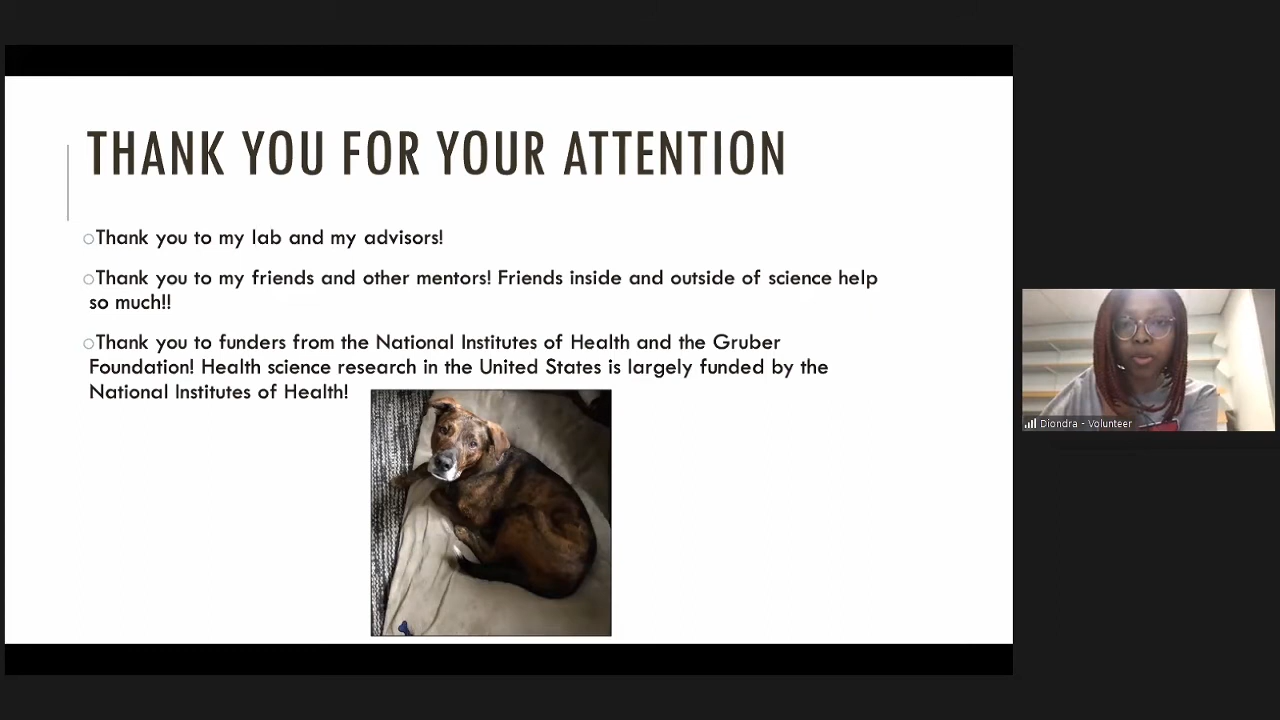 THANK YOU FOR YOUR ATTENTION
Thank you to my lab and my advisors!
Thank you to my friends and other mentors! Friends inside and outside of science help
so much!!
Thank you to funders from the National Institutes of Health and the Gruber
Foundation! Health science research in the United States is largely funded by the
National Institutes of Health!
Diondra - Volunteer